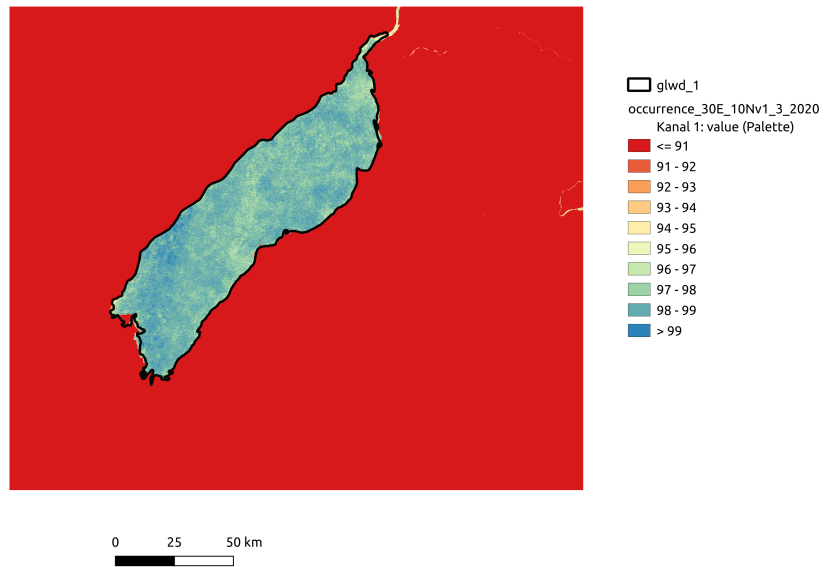 glwd_1
occurrence_30E_10Nv1_3_2020
Kanal 1: value (Palette)
<= 91
91 - 92
92 - 93
93 - 94
94 - 95
95 - 96
96 - 97
97 - 98
98 - 99
> 99
0 25 50 km